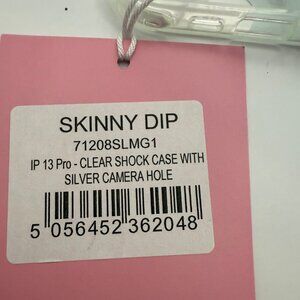 SKINNY DIP
71208SLMG1
IP 13 Pro - CLEAR SHOCK CASE WITH
SILVER CAMERA HOLE
5 056452 362048